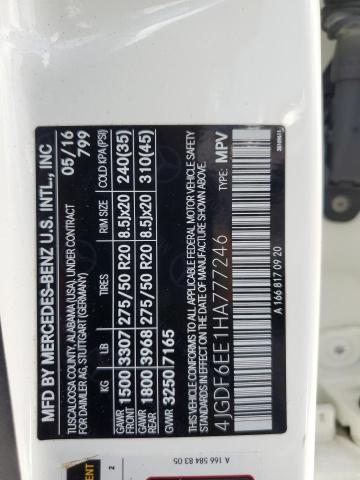 MFG BY MERCEDES-BENZ U.S. INTL., INC
TUSCALOOSA COUNTY, ALABAMA (USA). UNDER CONTRACT
FOR DAIMLER AG, STUTTGART (GERMANY)
05/16
799
KG LB TIRES RIM SIZE COLD KPA(PSI)
GAWR FRONT 1500 3307 275/50 R20 (8.5Jx20 240(35)
GAWR REAR 1800 3968 275/50 R20 (8.5Jx20 310(45)
GVWR 3250 7165
THIS VEHICLE CONFORMS TO ALL APPLICABLE FEDERAL MOTOR VEHICLE SAFETY
STANDARDS IN EFFECT ON THE DATE OF MANUFACTURE SHOWN ABOVE.
4JGDF6EE1HA777246 TYPE: MPV
A 166 817 09 20
A 166 584 83 05
2